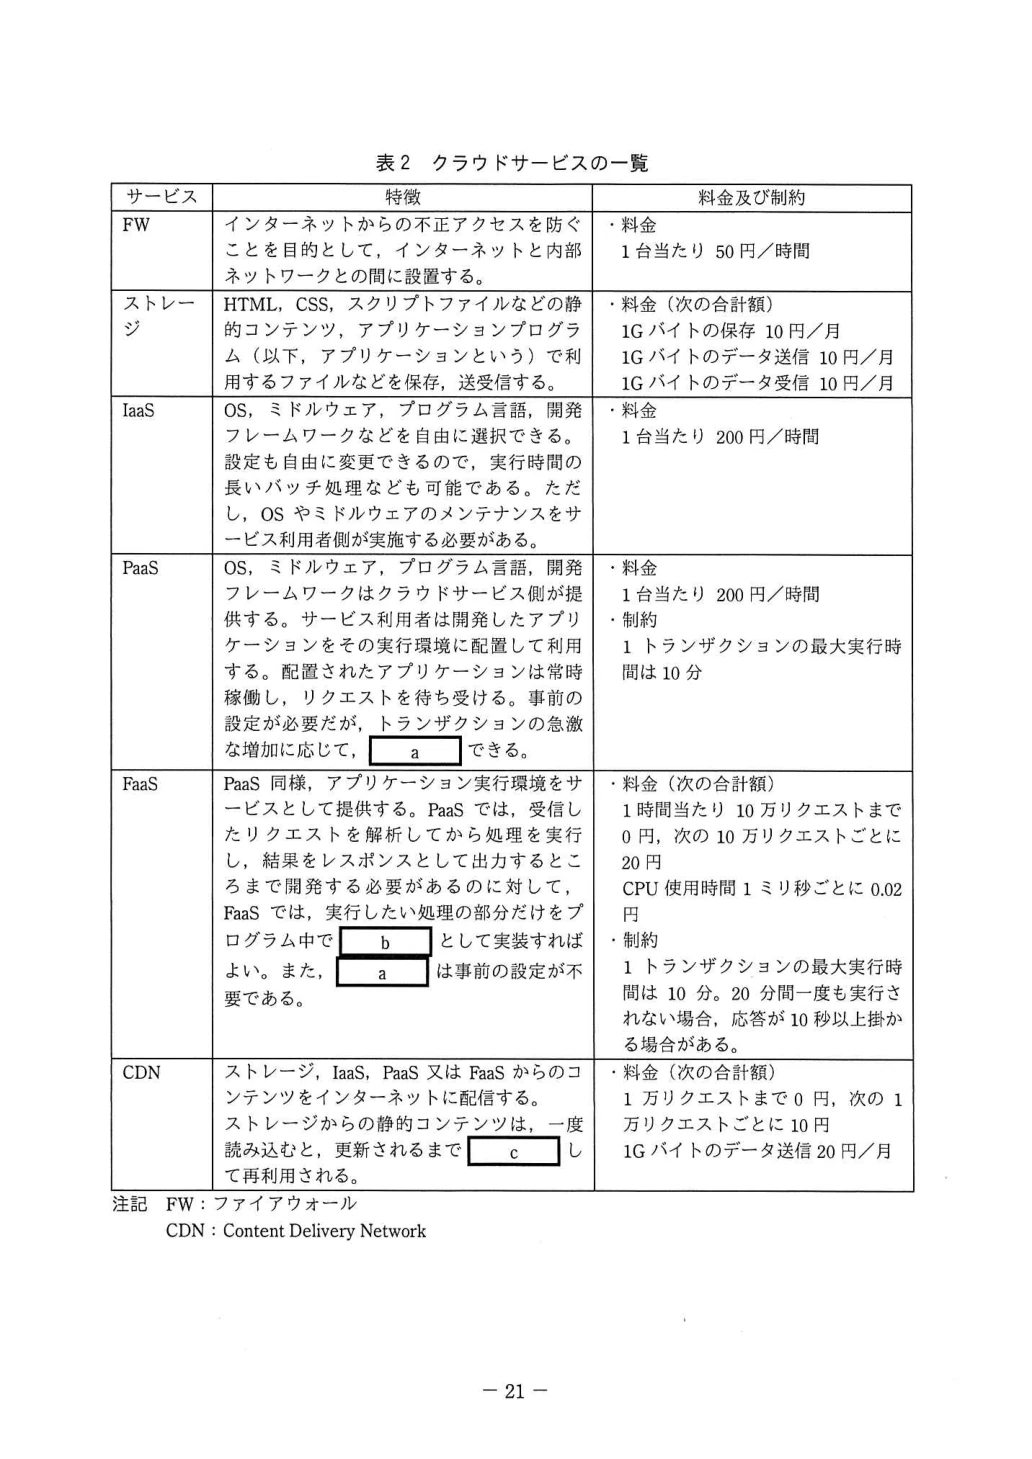 表2 クラウドサービスの一覧
サービス 特徴 料金及び制約
FW
インターネットからの不正アクセスを防ぐ
ことを目的として，インターネットと内部
ネットワークとの間に設置する。
・料金
1台当たり 50円／時間
ストレー
ジ
HTML，CSS，スクリプトファイルなどの静
的コンテンツ，アプリケーションプログラ
ム（以下，アプリケーションという）で利
用するファイルなどを保存，送受信する。
・料金（次の合計額）
1Gバイトの保存 10円／月
1Gバイトのデータ送信 10円／月
1Gバイトのデータ受信 10円／月
IaaS
OS，ミドルウェア，プログラム言語，開発
フレームワークなどを自由に選択できる。
設定も自由に変更できるので，実行時間の
長いバッチ処理なども可能である。ただ
し，OSやミドルウェアのメンテナンスをサ
ービス利用者側が実施する必要がある。
・料金
1台当たり 200円／時間
PaaS
OS，ミドルウェア，プログラム言語，開発
フレームワークはクラウドサービス側が提
供する。サービス利用者は開発したアプリ
ケーションをその実行環境に配置して利用
する。配置されたアプリケーションは常時
稼働し，リクエストを待ち受ける。事前の
設定が必要だが，トランザクションの急激
な増加に応じて， a できる。
・料金
1台当たり 200円／時間
・制約
1 トランザクションの最大実行時
間は10分
FaaS
PaaS 同様，アプリケーション実行環境をサ
ービスとして提供する。PaaS では，受信し
たリクエストを解析してから処理を実行
し，結果をレスポンスとして出力するとこ
ろまで開発する必要があるのに対して，
FaaS では，実行したい処理の部分だけをプ
ログラム中で b として実装すれば
よい。また， a は事前の設定が不
要である。
・料金（次の合計額）
1時間当たり 10万リクエストまで
0円，次の10万リクエストごとに
20円
CPU使用時間1ミリ秒ごとに0.02
円
・制約
1 トランザクションの最大実行時
間は 10 分。20 分間一度も実行さ
れない場合，応答が10秒以上掛か
る場合がある。
CDN
ストレージ，IaaS，PaaS 又は FaaS からのコ
ンテンツをインターネットに配信する。
ストレージからの静的コンテンツは，一度
読み込むと，更新されるまで c し
て再利用される。
・料金（次の合計額）
1 万リクエストまで 0 円，次の 1
万リクエストごとに10円
1Gバイトのデータ送信20円／月
注記 FW：ファイアウォール
CDN：Content Delivery Network
－ 21 －